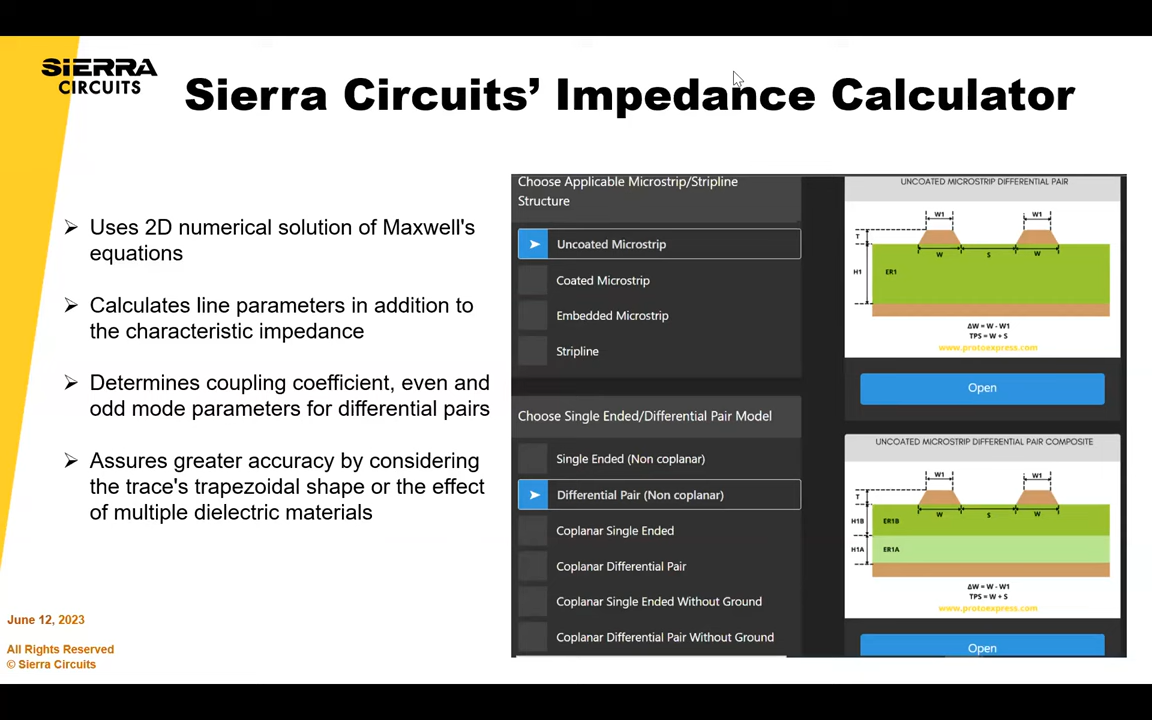 SIERRA
CIRCUITS
Sierra Circuits’ Impedance Calculator
➢ Uses 2D numerical solution of Maxwell's
equations
➢ Calculates line parameters in addition to
the characteristic impedance
➢ Determines coupling coefficient, even and
odd mode parameters for differential pairs
➢ Assures greater accuracy by considering
the trace's trapezoidal shape or the effect
of multiple dielectric materials
June 12, 2023
All Rights Reserved
© Sierra Circuits
Choose Applicable Microstrip/Stripline
Structure
Uncoated Microstrip
Coated Microstrip
Embedded Microstrip
Stripline
Choose Single Ended/Differential Pair Model
Single Ended (Non coplanar)
Differential Pair (Non coplanar)
Coplanar Single Ended
Coplanar Differential Pair
Coplanar Single Ended Without Ground
Coplanar Differential Pair Without Ground
UNCOATED MICROSTRIP DIFFERENTIAL PAIR
W1 W1
T
W S W
H1 ER1
ΔW = W - W1
TPS = W + S
www.protoexpress.com
Open
UNCOATED MICROSTRIP DIFFERENTIAL PAIR COMPOSITE
W1 W1
T
W S W
H1B ER1B
H1A ER1A
ΔW = W - W1
TPS = W + S
www.protoexpress.com
Open